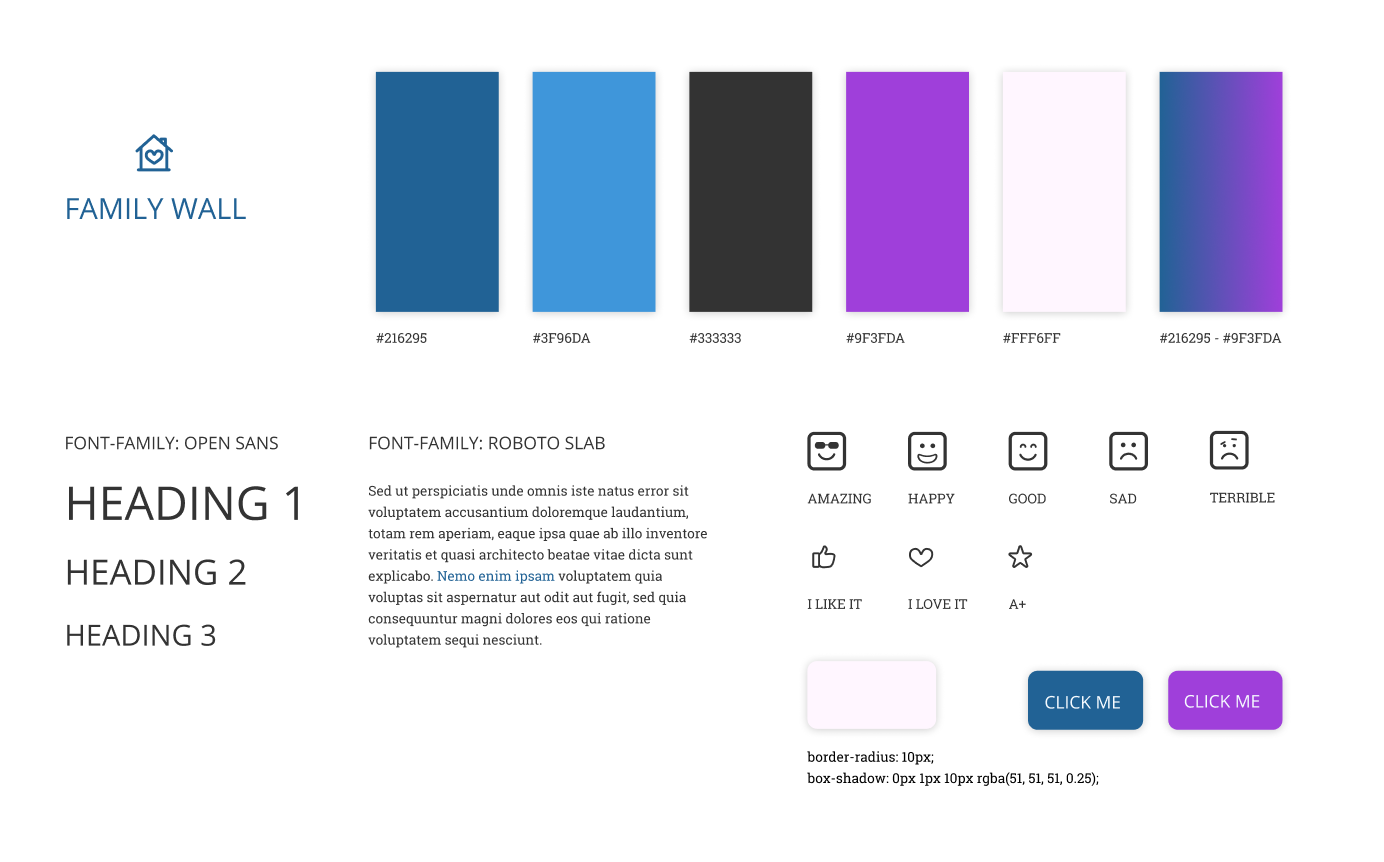 FAMILY WALL
#216295
#3F96DA
#333333
#9F3FDA
#FFF6FF
#216295 - #9F3FDA
FONT-FAMILY: OPEN SANS
HEADING 1
HEADING 2
HEADING 3
FONT-FAMILY: ROBOTO SLAB
Sed ut perspiciatis unde omnis iste natus error sit
voluptatem accusantium doloremque laudantium,
totam rem aperiam, eaque ipsa quae ab illo inventore
veritatis et quasi architecto beatae vitae dicta sunt
explicabo. Nemo enim ipsam voluptatem quia
voluptas sit aspernatur aut odit aut fugit, sed quia
consequuntur magni dolores eos qui ratione
voluptatem sequi nesciunt.
AMAZING
HAPPY
GOOD
SAD
TERRIBLE
I LIKE IT
I LOVE IT
A+
CLICK ME
CLICK ME
border-radius: 10px;
box-shadow: 0px 1px 10px rgba(51, 51, 51, 0.25);